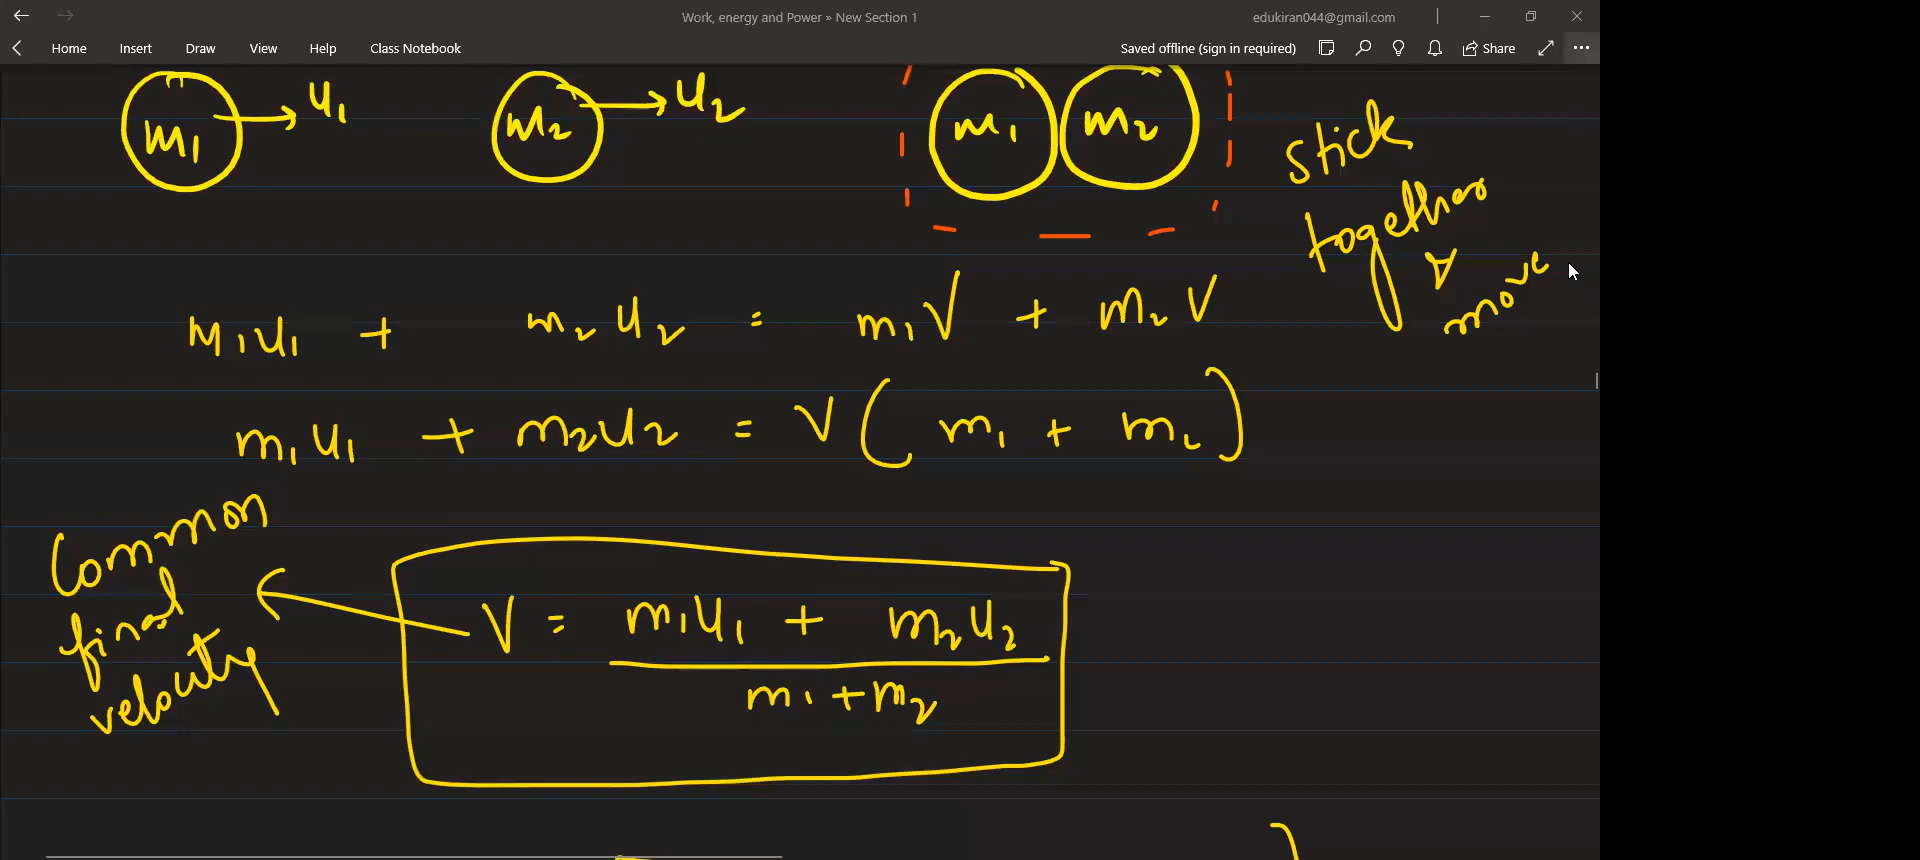 Work, energy and Power » New Section 1
edukiran044@gmail.com
Home Insert Draw View Help Class Notebook
Saved offline (sign in required) Share
m₁ → u₁ m₂ → u₂ m₁ m₂
stick
together
&
move
m₁u₁ + m₂u₂ = m₁V + m₂V
m₁u₁ + m₂u₂ = V(m₁ + m₂)
Common
final
velocity
V = m₁u₁ + m₂u₂
m₁+m₂